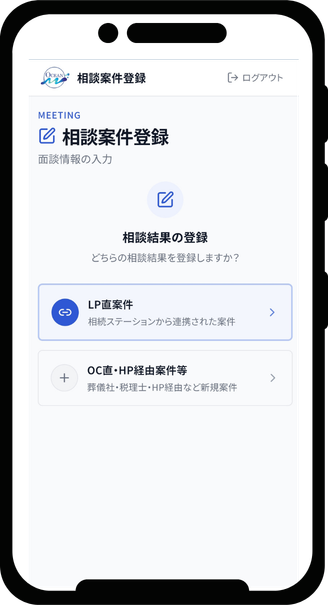 OCEAN
相談案件登録
ログアウト
MEETING
相談案件登録
面談情報の入力
相談結果の登録
どちらの相談結果を登録しますか？
LP直案件
相続ステーションから連携された案件
OC直・HP経由案件等
葬儀社・税理士・HP経由など新規案件